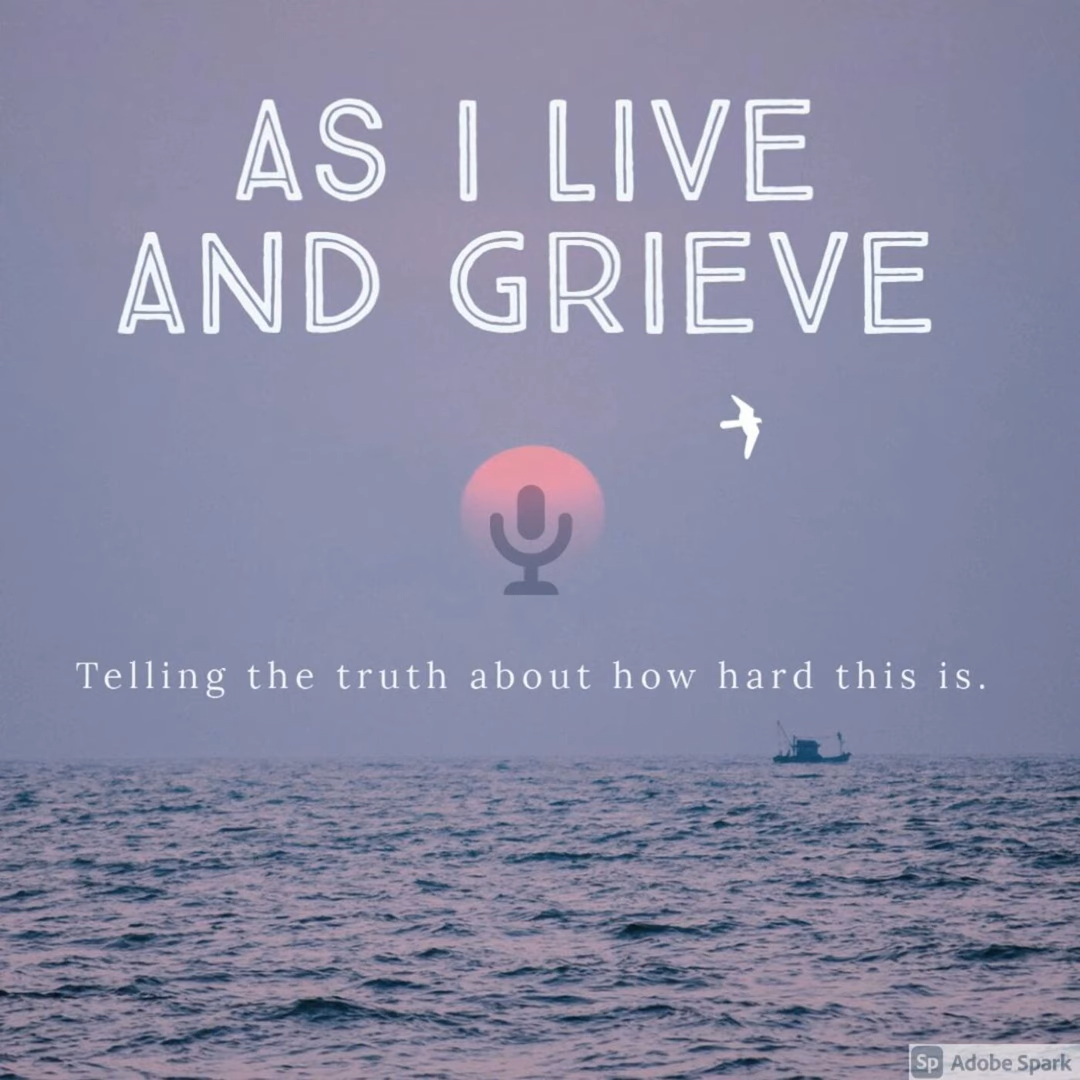 AS I LIVE
AND GRIEVE
Telling the truth about how hard this is.
Sp Adobe Spark